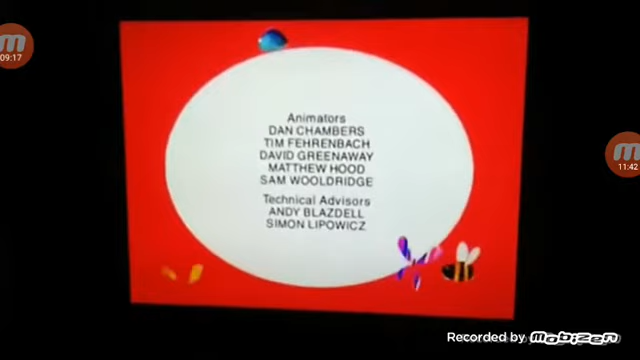 09:17
Animators
DAN CHAMBERS
TIM FEHRENBACH
DAVID GREENAWAY
MATTHEW HOOD
SAM WOOLDRIDGE
Technical Advisors
ANDY BLAZDELL
SIMON LIPOWICZ
11:42
Recorded by mobizen